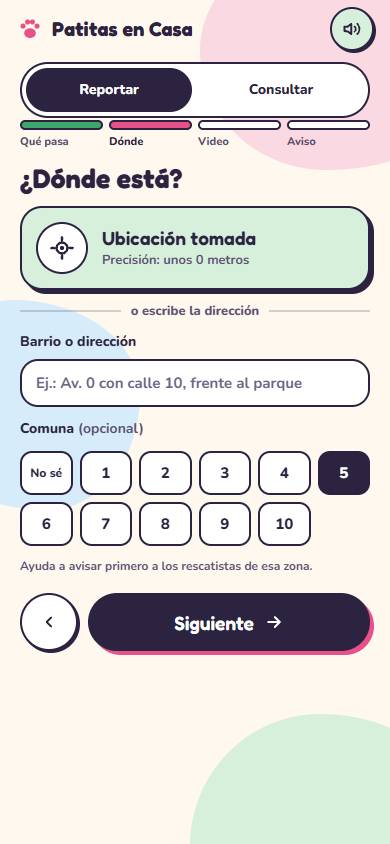 Patitas en Casa
Reportar
Consultar
Qué pasa
Dónde
Video
Aviso
¿Dónde está?
Ubicación tomada
Precisión: unos 0 metros
o escribe la dirección
Barrio o dirección
Ej.: Av. 0 con calle 10, frente al parque
Comuna (opcional)
No sé
1
2
3
4
5
6
7
8
9
10
Ayuda a avisar primero a los rescatistas de esa zona.
Siguiente